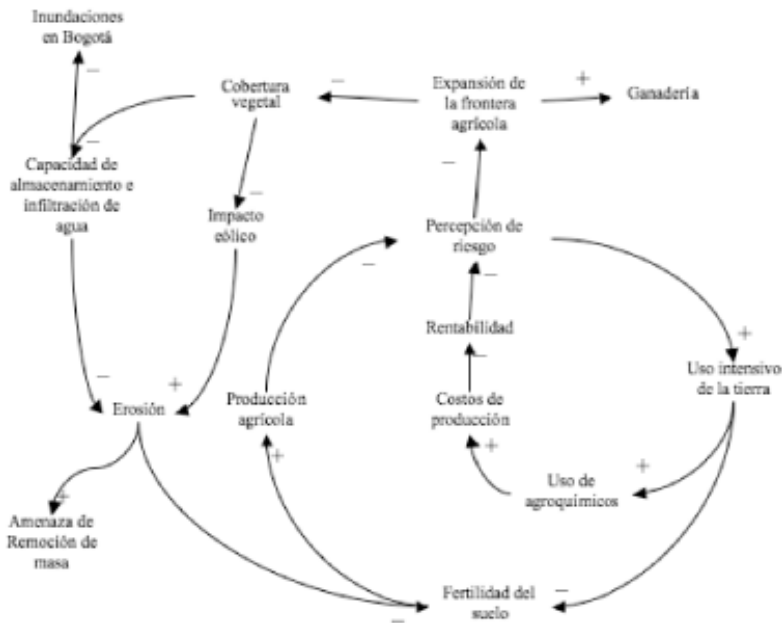 Inundaciones
en Bogotá
−
Cobertura
vegetal
−
Expansión de
la frontera
agrícola
+
Ganadería
−
Capacidad de
almacenamiento e
infiltración de
agua
−
Impacto
eólico
−
Percepción de
riesgo
−
−
Rentabilidad
+
Uso intensivo
de la tierra
−
−
+
Erosión
Producción
agrícola
Costos de
producción
+
+
+
Uso de
agroquímicos
+
Amenaza de
Remoción de
masa
−
Fertilidad del
suelo
−